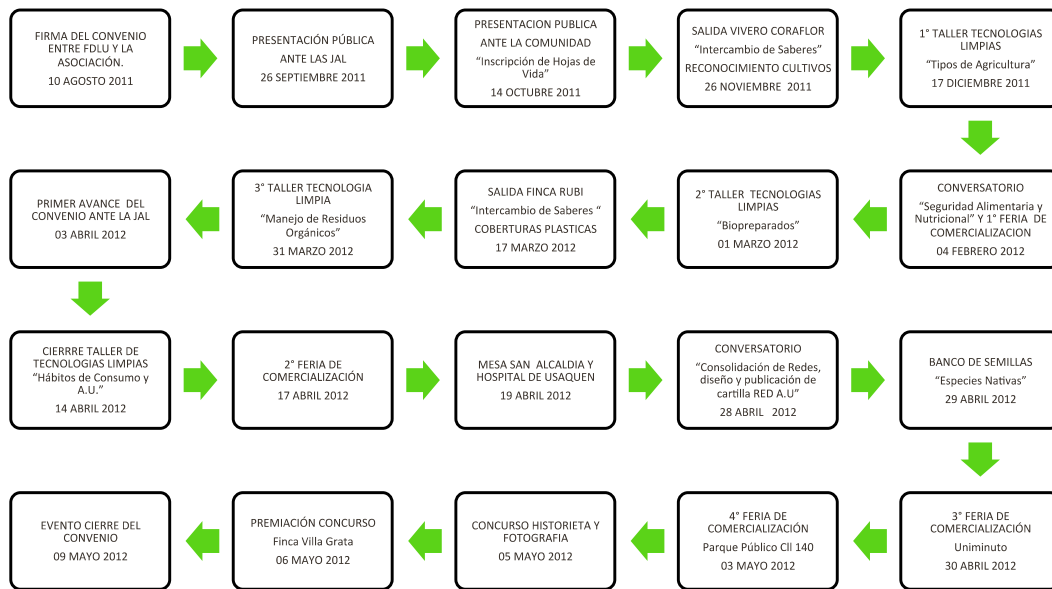 FIRMA DEL CONVENIO
ENTRE FDLU Y LA
ASOCIACIÓN.
10 AGOSTO 2011
PRESENTACIÓN PÚBLICA
ANTE LAS JAL
26 SEPTIEMBRE 2011
PRESENTACION PUBLICA
ANTE LA COMUNIDAD
"Inscripción de Hojas de
Vida"
14 OCTUBRE 2011
SALIDA VIVERO CORAFLOR
"Intercambio de Saberes"
RECONOCIMIENTO CULTIVOS
26 NOVIEMBRE 2011
1° TALLER TECNOLOGIAS
LIMPIAS
"Tipos de Agricultura"
17 DICIEMBRE 2011
CONVERSATORIO
"Seguridad Alimentaria y
Nutricional" Y 1° FERIA DE
COMERCIALIZACION
04 FEBRERO 2012
2° TALLER TECNOLOGIAS
LIMPIAS
"Biopreparados"
01 MARZO 2012
SALIDA FINCA RUBI
"Intercambio de Saberes "
COBERTURAS PLASTICAS
17 MARZO 2012
3° TALLER TECNOLOGIA
LIMPIA
"Manejo de Residuos
Orgánicos"
31 MARZO 2012
PRIMER AVANCE DEL
CONVENIO ANTE LA JAL
03 ABRIL 2012
CIERRRE TALLER DE
TECNOLOGIAS LIMPIAS
"Hábitos de Consumo y
A.U."
14 ABRIL 2012
2° FERIA DE
COMERCIALIZACIÓN
17 ABRIL 2012
MESA SAN ALCALDIA Y
HOSPITAL DE USAQUEN
19 ABRIL 2012
CONVERSATORIO
"Consolidación de Redes,
diseño y publicación de
cartilla RED A.U"
28 ABRIL 2012
BANCO DE SEMILLAS
"Especies Nativas"
29 ABRIL 2012
3° FERIA DE
COMERCIALIZACIÓN
Uniminuto
30 ABRIL 2012
4° FERIA DE
COMERCIALIZACIÓN
Parque Público Cll 140
03 MAYO 2012
CONCURSO HISTORIETA Y
FOTOGRAFIA
05 MAYO 2012
PREMIACIÓN CONCURSO
Finca Villa Grata
06 MAYO 2012
EVENTO CIERRE DEL
CONVENIO
09 MAYO 2012